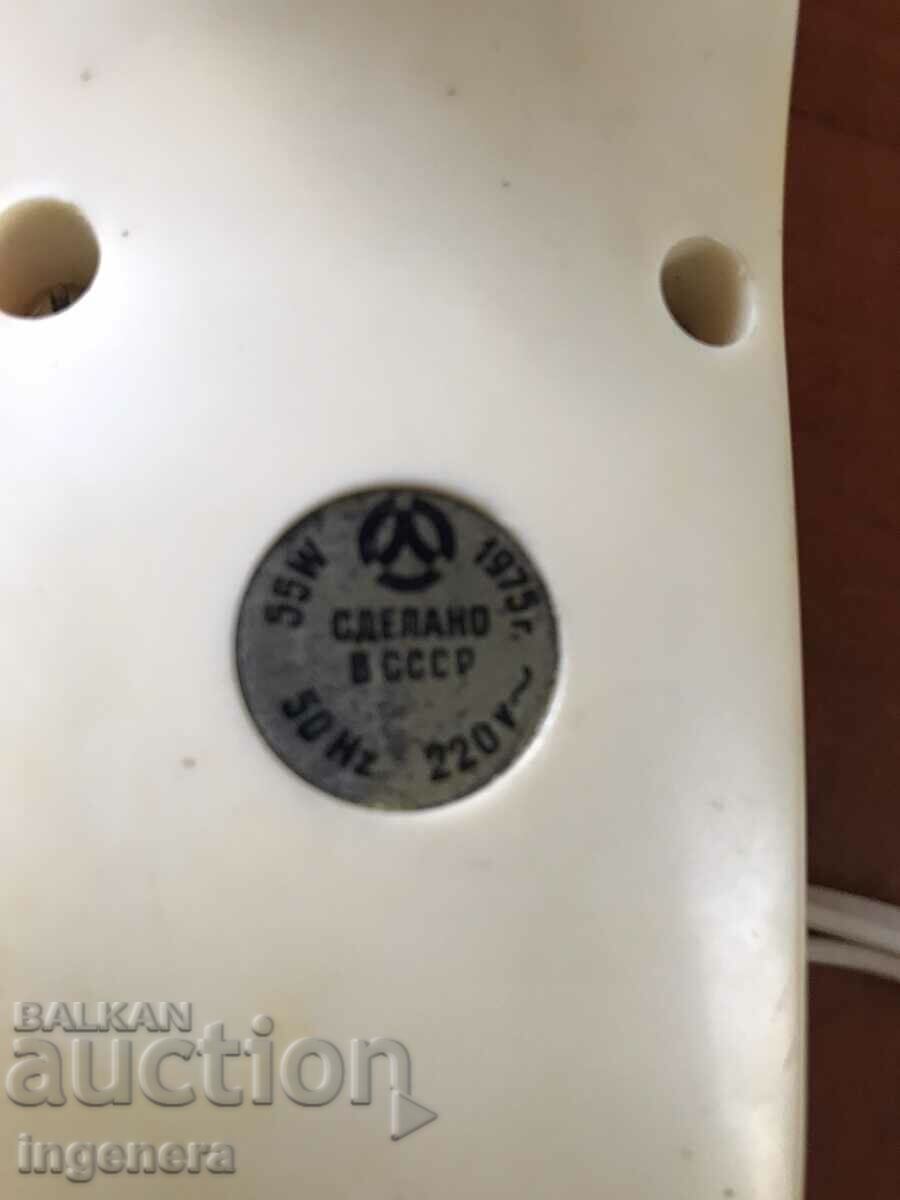 55W
1975г.
СДЕЛАНО
В СССР
50Hz
220V~
BALKAN
auction
ingenera